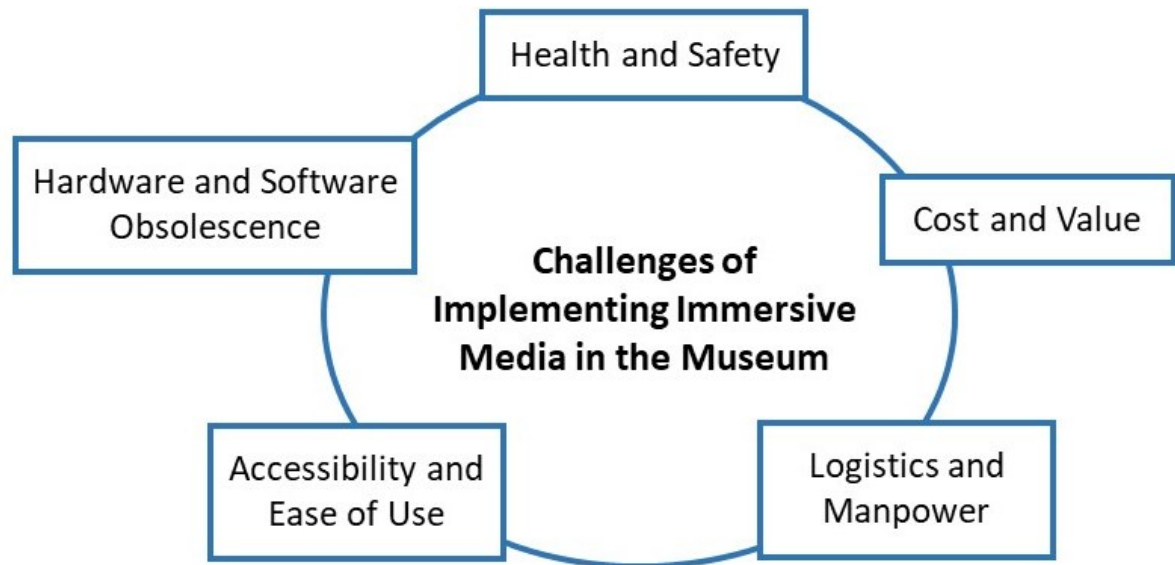 Health and Safety
Hardware and Software
Obsolescence
Cost and Value
Challenges of
Implementing Immersive
Media in the Museum
Accessibility and
Ease of Use
Logistics and
Manpower